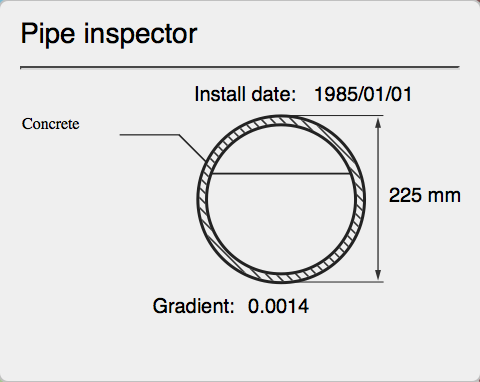 Pipe inspector
Install date: 1985/01/01
Concrete
225 mm
Gradient: 0.0014